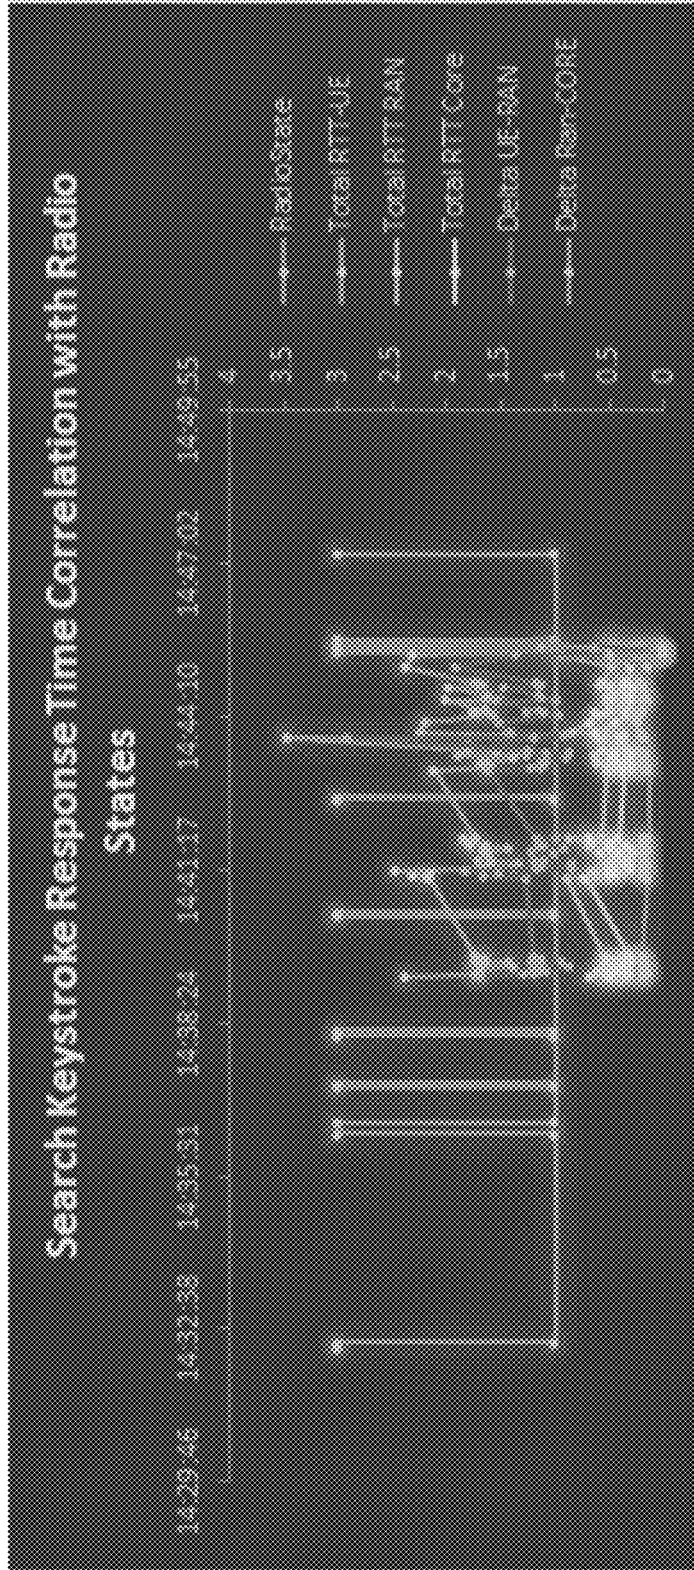 Search Keystroke Response Time Correlation with Radio
States
14:29:46 14:32:38 14:35:31 14:38:24 14:41:17 14:44:10 14:47:02 14:49:55
4
3.5
3
2.5
2
1.5
1
0.5
0
RadioState
Total RTT-UE
Total RTT RAN
Total RTT Core
Delta UE-RAN
Delta Ran-CORE